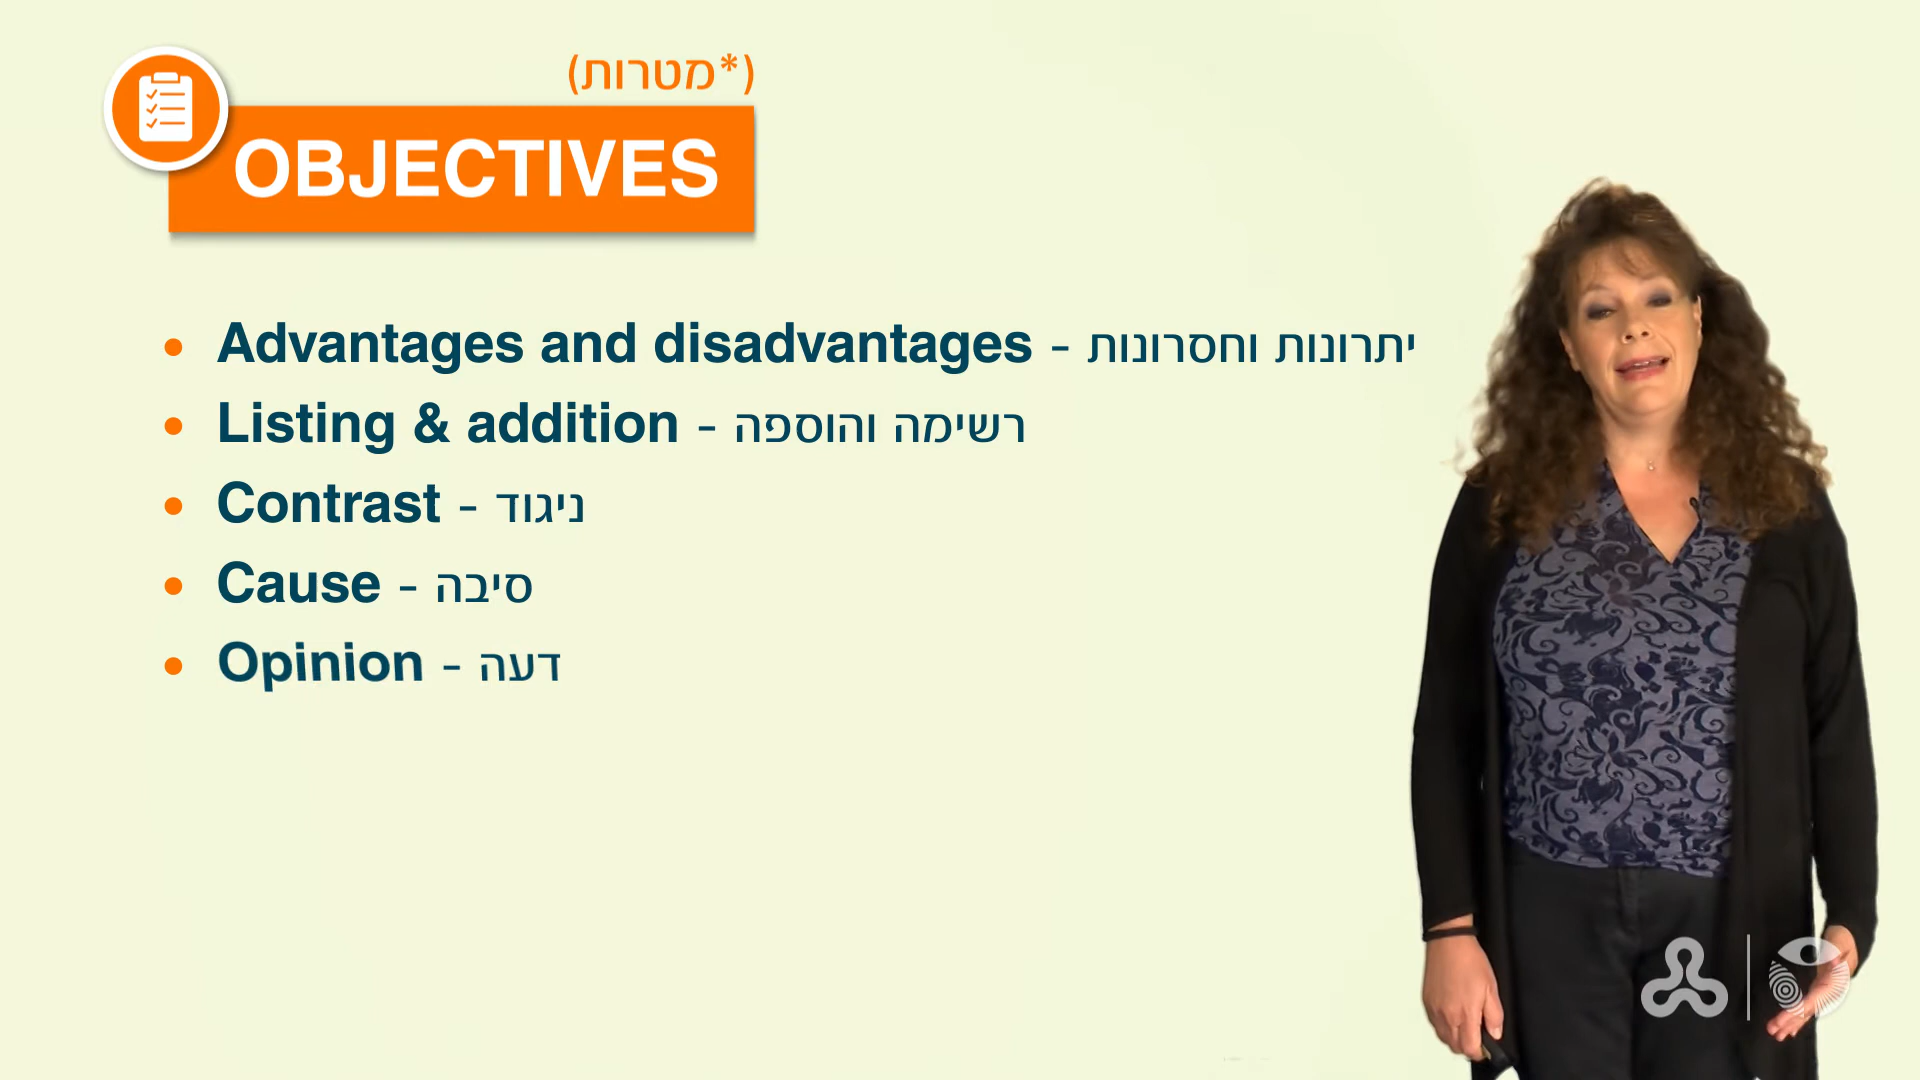 (*מטרות)
OBJECTIVES
• Advantages and disadvantages - יתרונות וחסרונות
• Listing & addition - רשימה והוספה
• Contrast - ניגוד
• Cause - סיבה
• Opinion - דעה